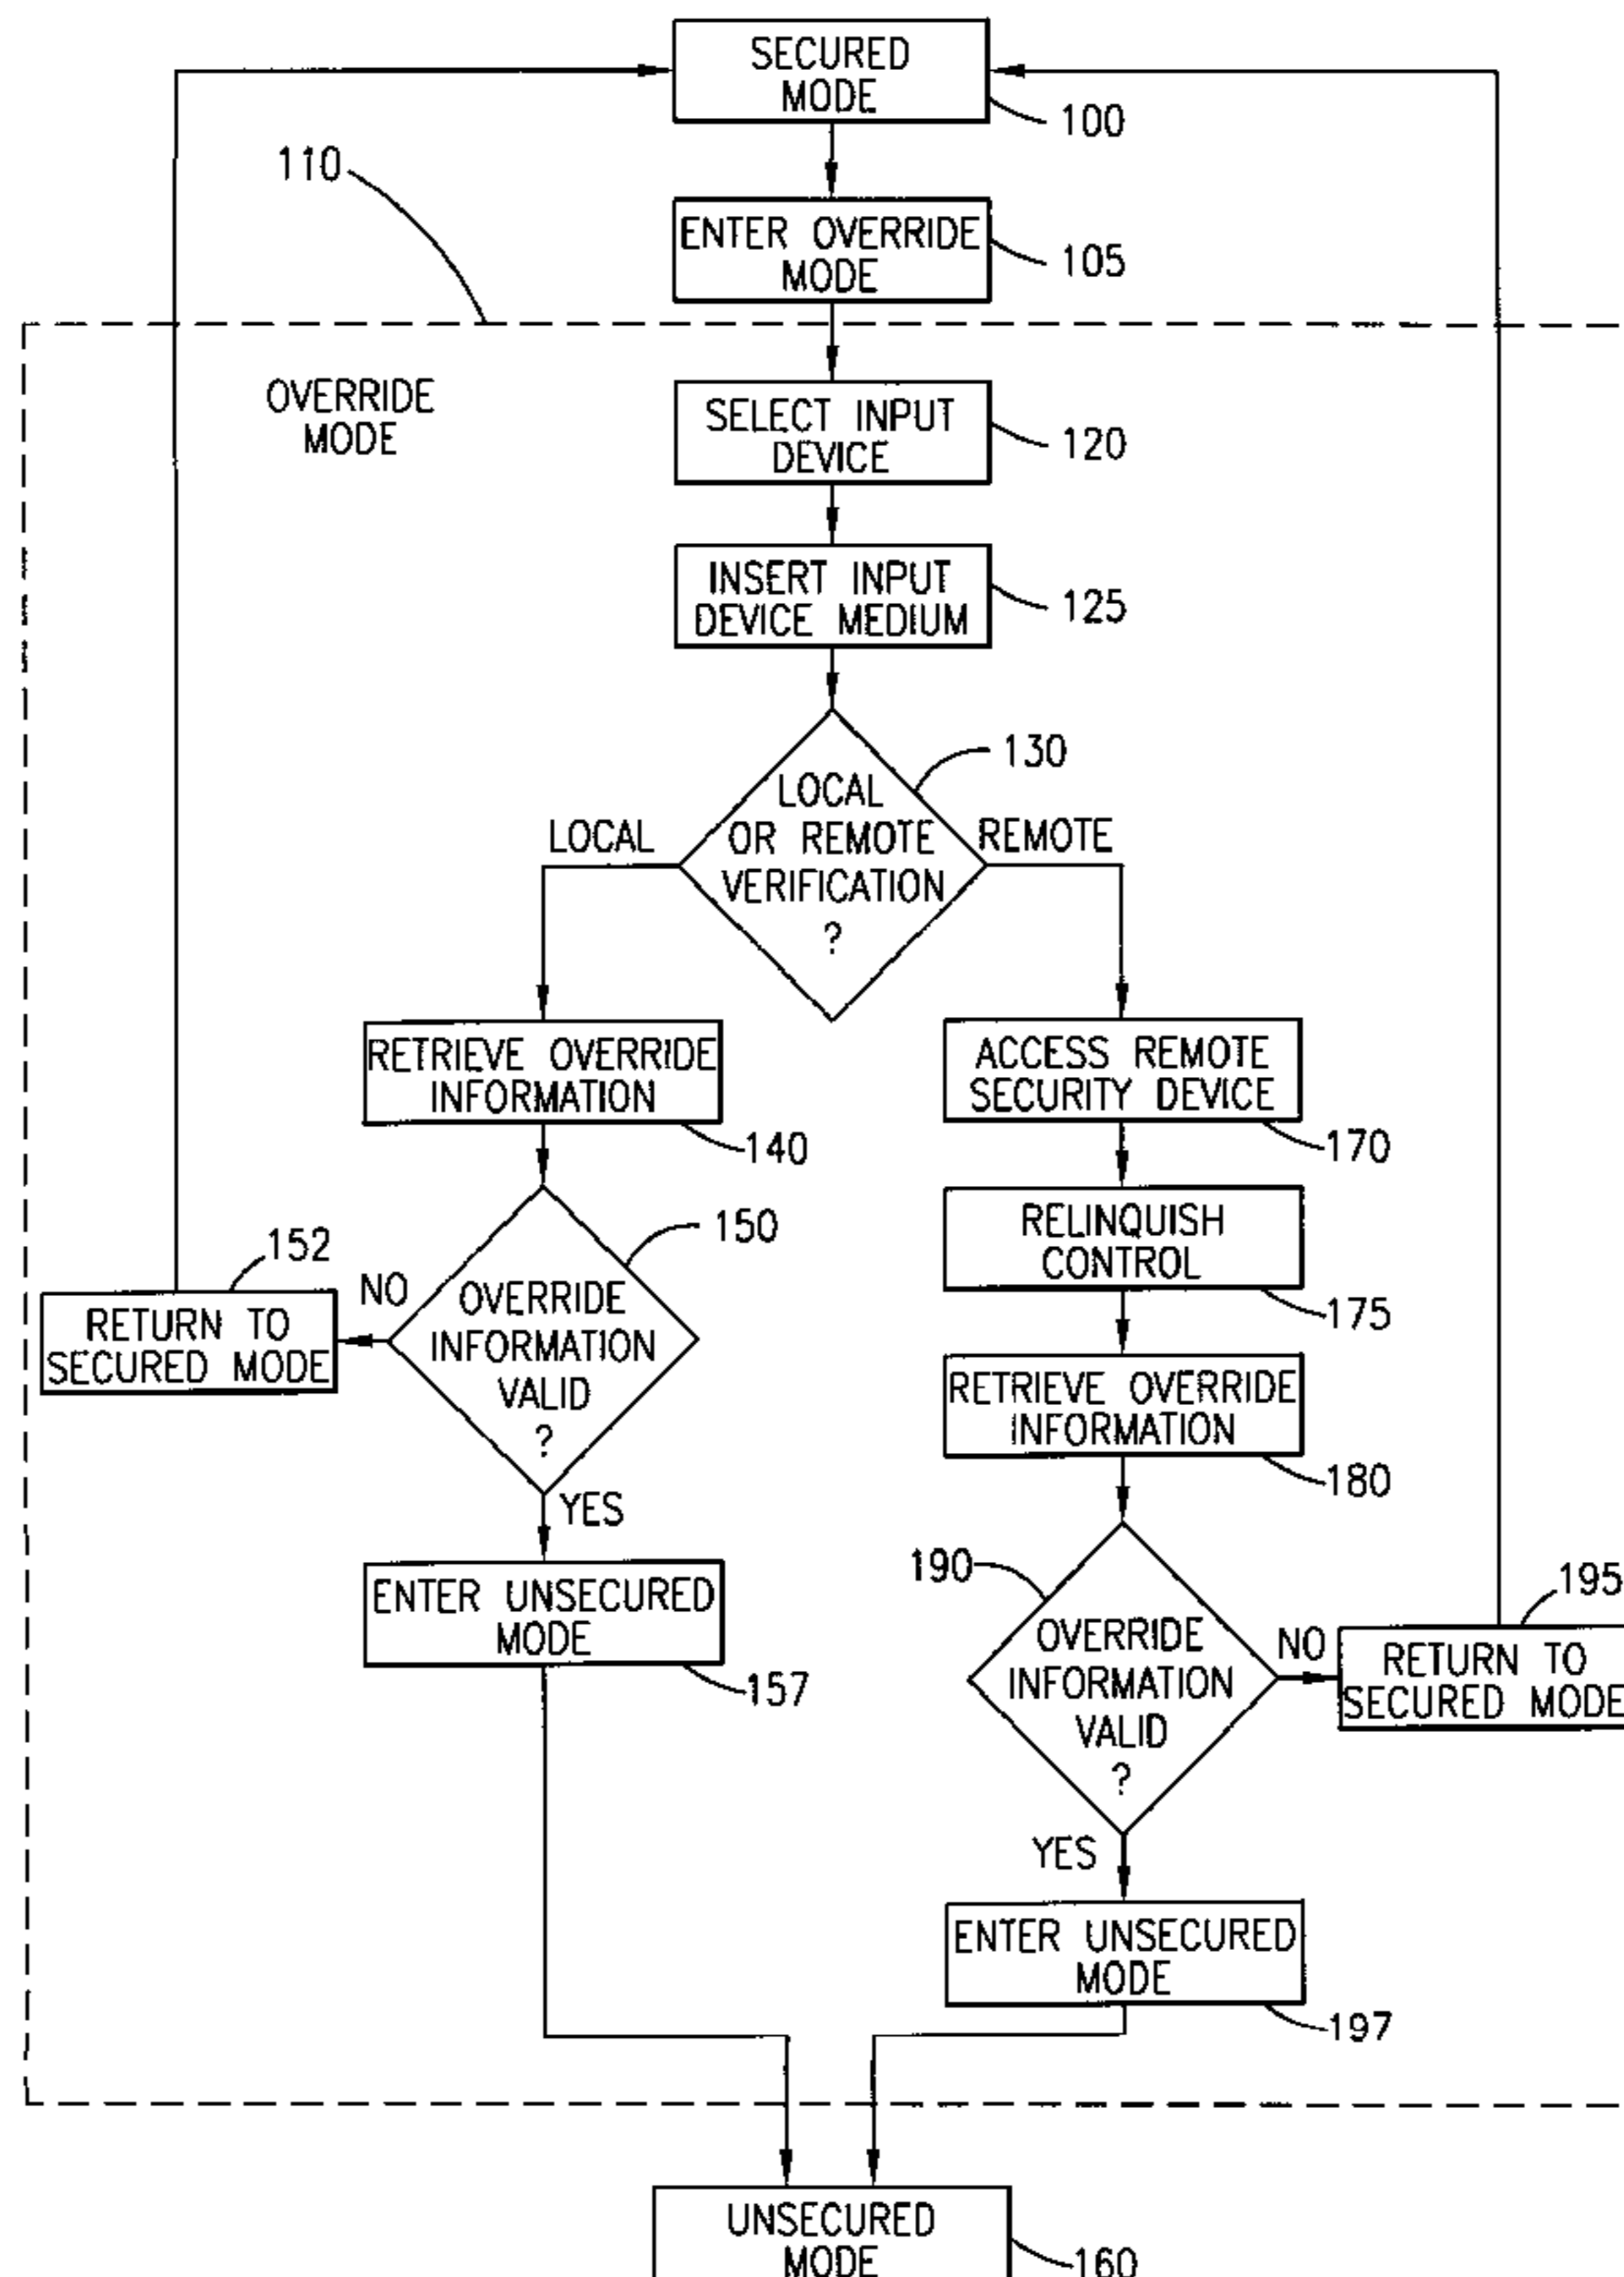 SECURED
MODE
100
110
ENTER OVERRIDE
MODE
105
OVERRIDE
MODE
SELECT INPUT
DEVICE
120
INSERT INPUT
DEVICE MEDIUM
125
130
LOCAL
OR REMOTE
VERIFICATION
?
LOCAL
REMOTE
RETRIEVE OVERRIDE
INFORMATION
140
ACCESS REMOTE
SECURITY DEVICE
170
150
OVERRIDE
INFORMATION
VALID
?
NO
152
RETURN TO
SECURED MODE
YES
RELINQUISH
CONTROL
175
RETRIEVE OVERRIDE
INFORMATION
180
ENTER UNSECURED
MODE
157
190
OVERRIDE
INFORMATION
VALID
?
NO
195
RETURN TO
SECURED MODE
YES
ENTER UNSECURED
MODE
197
UNSECURED
MODE
160